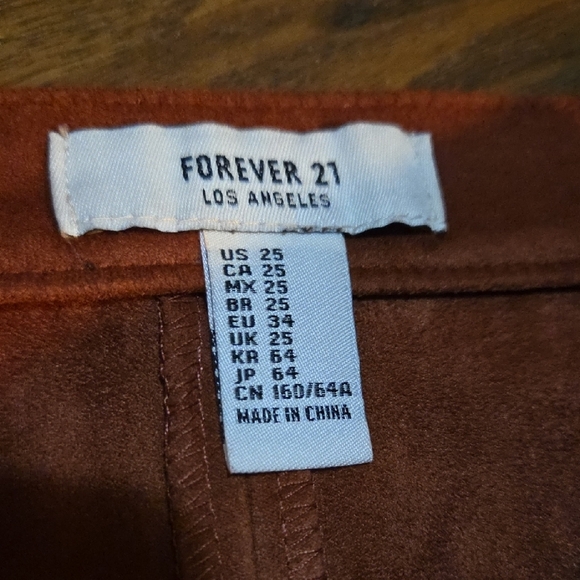 FOREVER 21
LOS ANGELES
US 25
CA 25
MX 25
BR 25
EU 34
UK 25
KR 64
JP 64
CN 160/64A
MADE IN CHINA